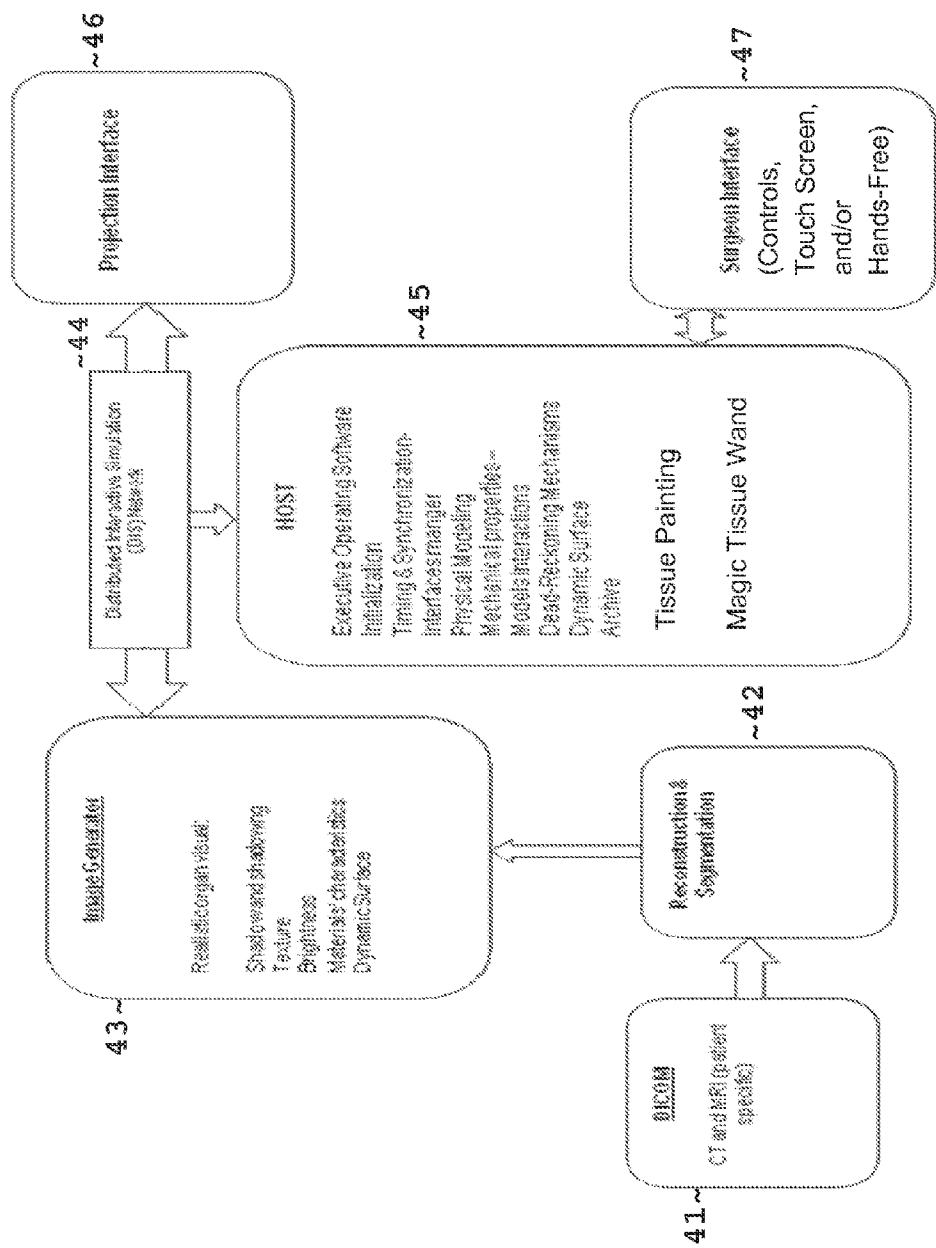 43~
Image Generator
Realistic organ visual:
Shadow and shadowing
Texture
Brightness
Materials' characteristics
Dynamic Surface
~44
Distributed Interactive Simulation
(DIS) Network
~46
Projection Interface
~45
HOST
Executive Operating Software
Initialization
Timing & Synchronization-
Interfaces manger
Physical Modeling
Mechanical properties –
Models Interactions
Dead-Reckoning Mechanisms
Dynamic Surface
Archive
Tissue Painting
Magic Tissue Wand
41~
DICOM
CT and MRI (patient
specific)
~42
Reconstruction &
Segmentation
~47
Surgeon Interface
(Controls,
Touch Screen,
and/or
Hands-Free)